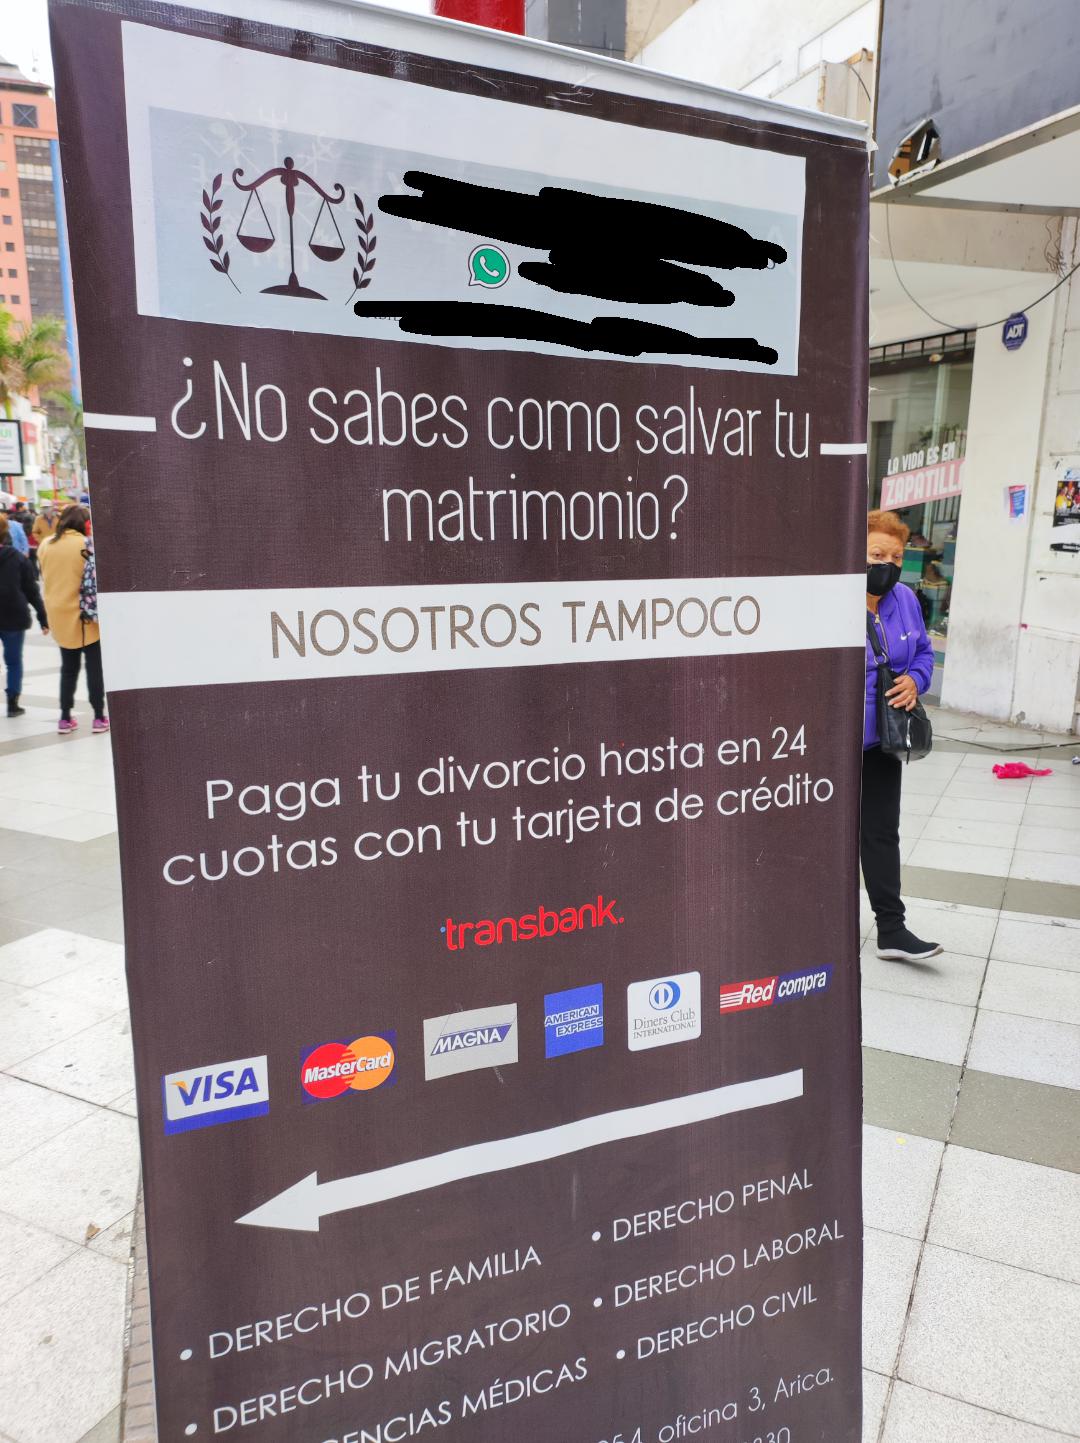 ¿No sabes como salvar tu
matrimonio?
NOSOTROS TAMPOCO
Paga tu divorcio hasta en 24
cuotas con tu tarjeta de crédito
transbank.
VISA
MasterCard
MAGNA
AMERICAN
EXPRESS
Diners Club
INTERNATIONAL
Red compra
• DERECHO DE FAMILIA
• DERECHO MIGRATORIO
ENCIAS MÉDICAS
• DERECHO PENAL
• DERECHO LABORAL
• DERECHO CIVIL
oficina 3, Arica.
ADT
LA VIDA ES EN
ZAPATILL